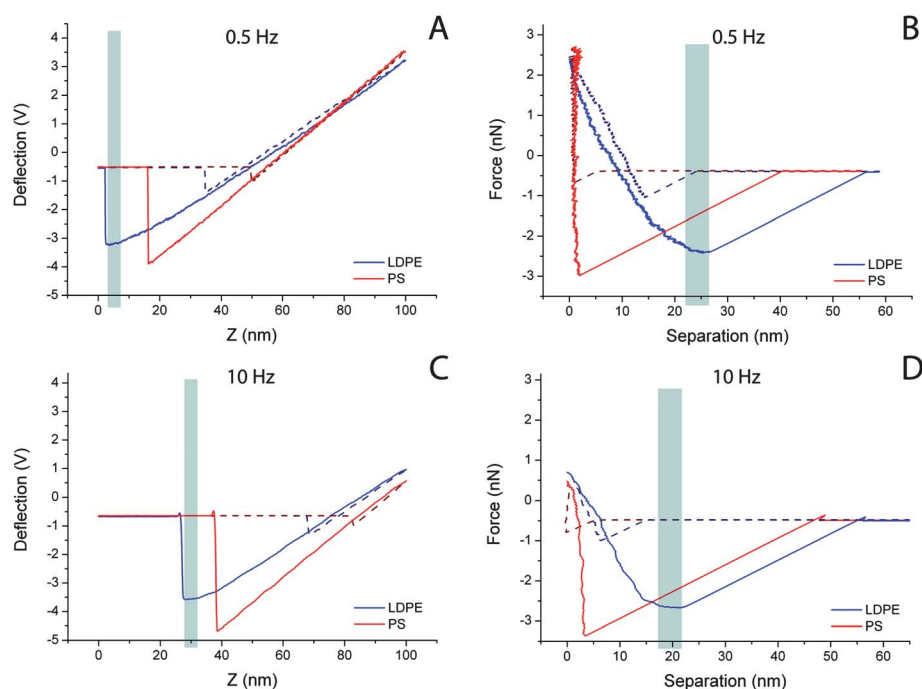 0.5 Hz
A
Deflection (V)
4
3
2
1
0
-1
-2
-3
-4
-5
LDPE
PS
0
20
40
60
80
100
Z (nm)
0.5 Hz
B
Force (nN)
3
2
1
0
-1
-2
-3
LDPE
PS
0
10
20
30
40
50
60
Separation (nm)
10 Hz
C
Deflection (V)
4
3
2
1
0
-1
-2
-3
-4
-5
LDPE
PS
0
20
40
60
80
100
Z (nm)
10 Hz
D
Force (nN)
3
2
1
0
-1
-2
-3
LDPE
PS
0
10
20
30
40
50
60
Separation (nm)